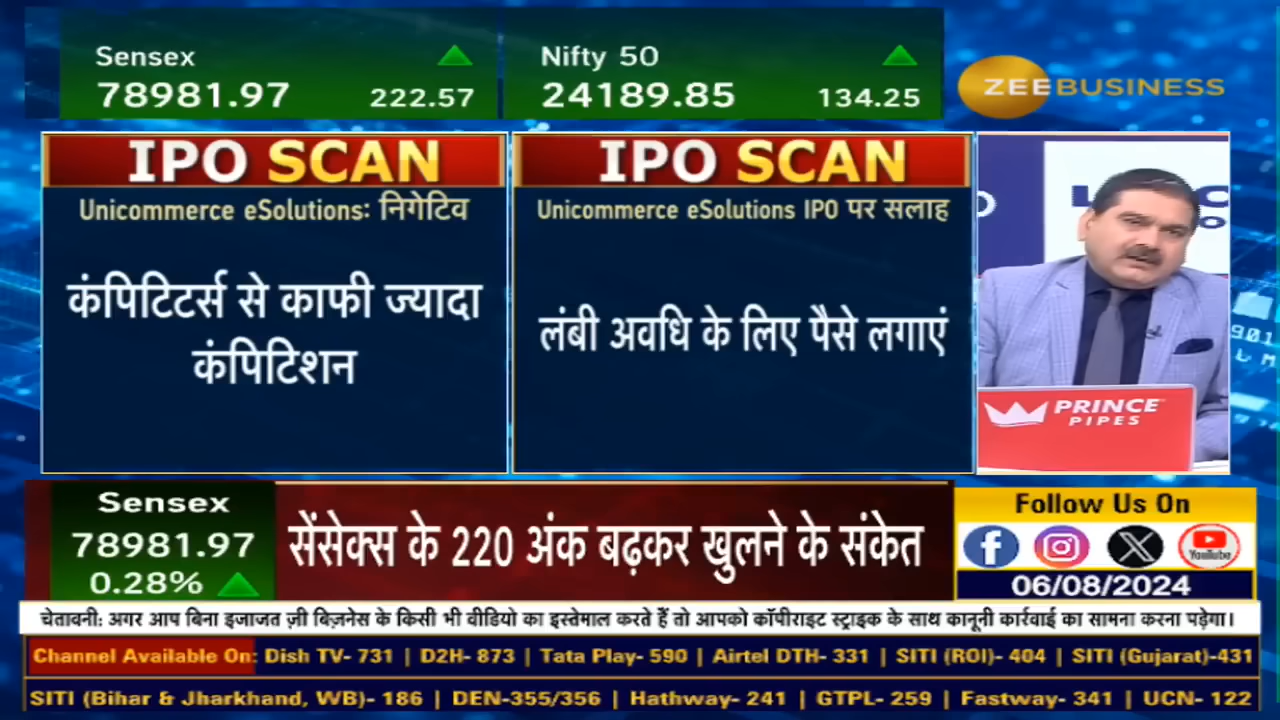 Sensex
78981.97 222.57
Nifty 50
24189.85 134.25
ZEEBUSINESS
IPO SCAN
Unicommerce eSolutions: निगेटिव
कंपिटिटर्स से काफी ज्यादा
कंपिटिशन
IPO SCAN
Unicommerce eSolutions IPO पर सलाह
लंबी अवधि के लिए पैसे लगाएं
PRINCE
PIPES
Sensex
78981.97
0.28%
सेंसेक्स के 220 अंक बढ़कर खुलने के संकेत
Follow Us On
YouTube
06/08/2024
चेतावनी: अगर आप बिना इजाजत ज़ी बिज़नेस के किसी भी वीडियो का इस्तेमाल करते हैं तो आपको कॉपीराइट स्ट्राइक के साथ कानूनी कार्रवाई का सामना करना पड़ेगा।
Channel Available On: Dish TV- 731 | D2H- 873 | Tata Play- 590 | Airtel DTH- 331 | SITI (ROI)- 404 | SITI (Gujarat)-431
SITI (Bihar & Jharkhand, WB)- 186 | DEN-355/356 | Hathway- 241 | GTPL- 259 | Fastway- 341 | UCN- 122